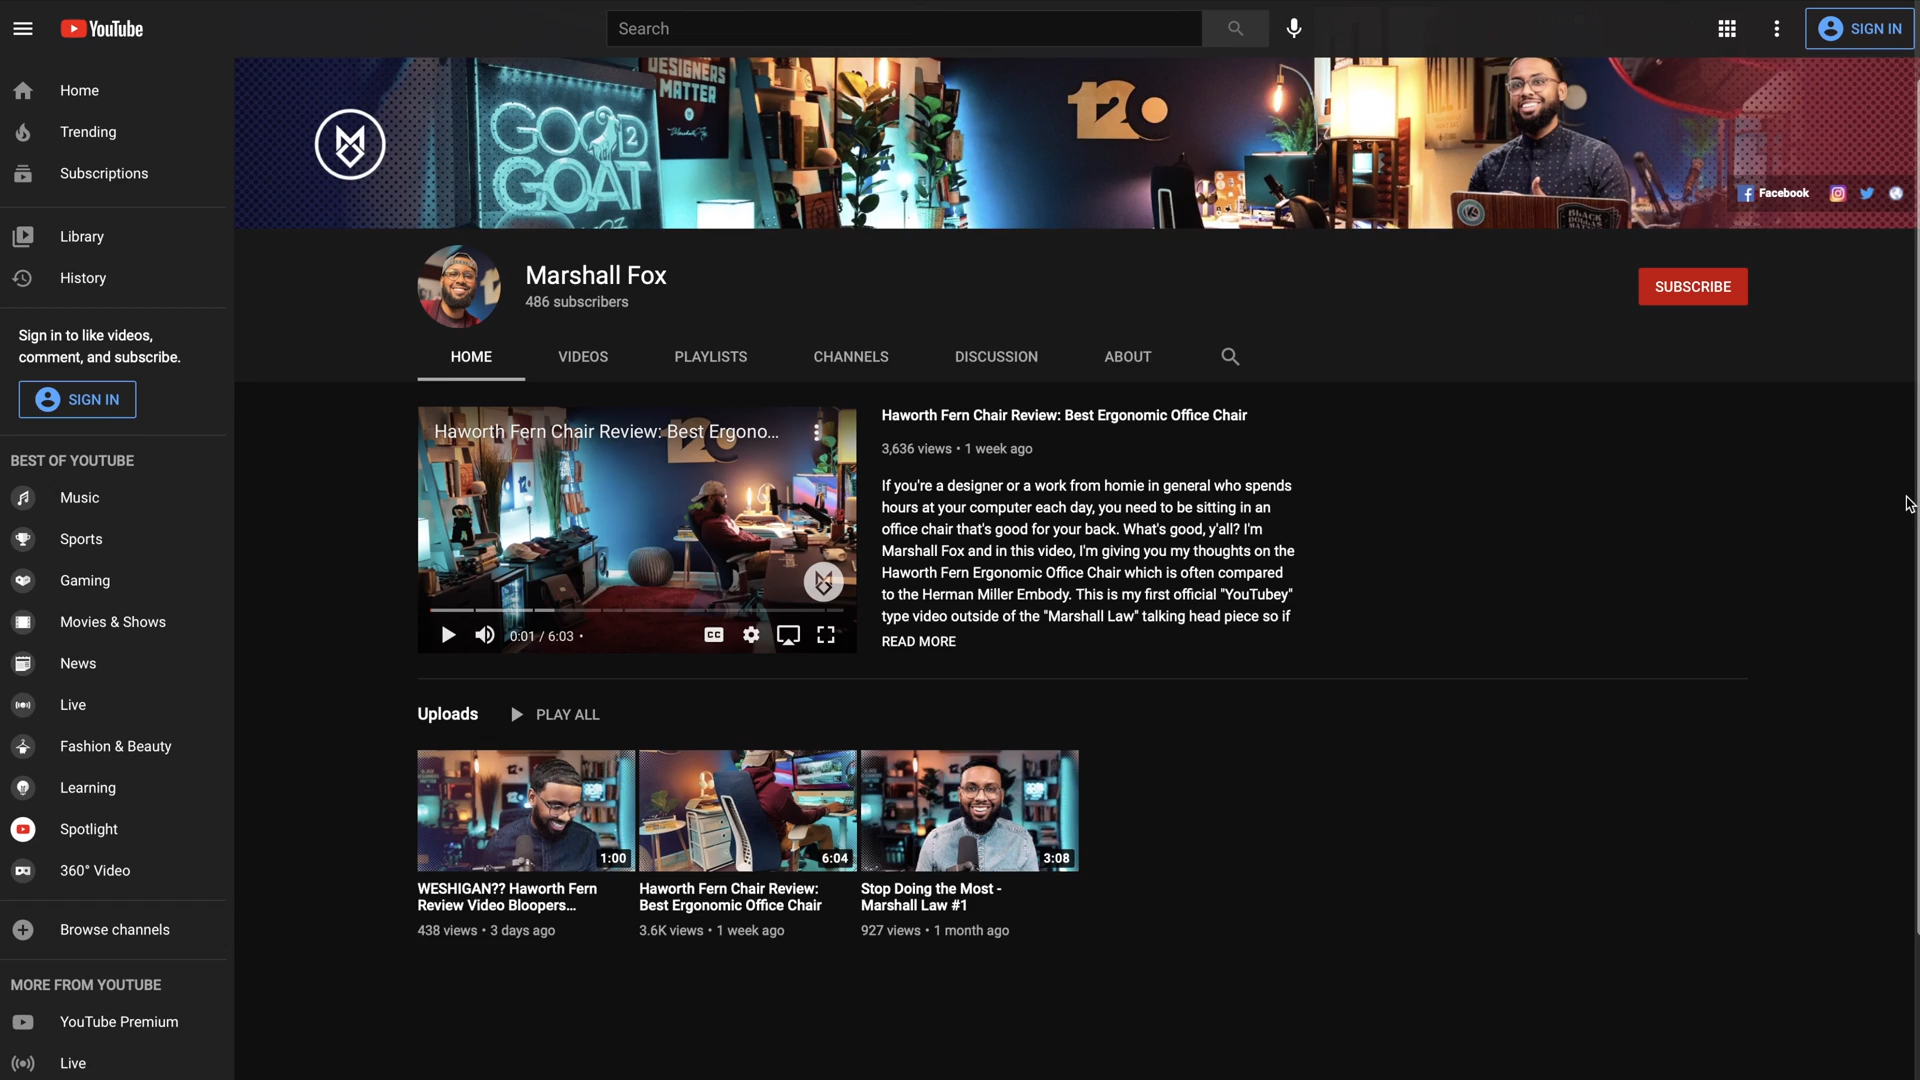 YouTube
Search
SIGN IN
Home
Trending
Subscriptions
Library
History
Sign in to like videos,
comment, and subscribe.
SIGN IN
BEST OF YOUTUBE
Music
Sports
Gaming
Movies & Shows
News
Live
Fashion & Beauty
Learning
Spotlight
360° Video
Browse channels
MORE FROM YOUTUBE
YouTube Premium
Live
GOOD
2
GOAT
DESIGNERS
MATTER
12
Facebook
Marshall Fox
486 subscribers
SUBSCRIBE
HOME
VIDEOS
PLAYLISTS
CHANNELS
DISCUSSION
ABOUT
Haworth Fern Chair Review: Best Ergono...
CC
0:01 / 6:03 •
Haworth Fern Chair Review: Best Ergonomic Office Chair
3,636 views • 1 week ago
If you're a designer or a work from homie in general who spends
hours at your computer each day, you need to be sitting in an
office chair that's good for your back. What's good, y'all? I'm
Marshall Fox and in this video, I'm giving you my thoughts on the
Haworth Fern Ergonomic Office Chair which is often compared
to the Herman Miller Embody. This is my first official "YouTubey"
type video outside of the "Marshall Law" talking head piece so if
READ MORE
Uploads
PLAY ALL
1:00
WESHIGAN?? Haworth Fern
Review Video Bloopers...
438 views • 3 days ago
6:04
Haworth Fern Chair Review:
Best Ergonomic Office Chair
3.6K views • 1 week ago
3:08
Stop Doing the Most -
Marshall Law #1
927 views • 1 month ago